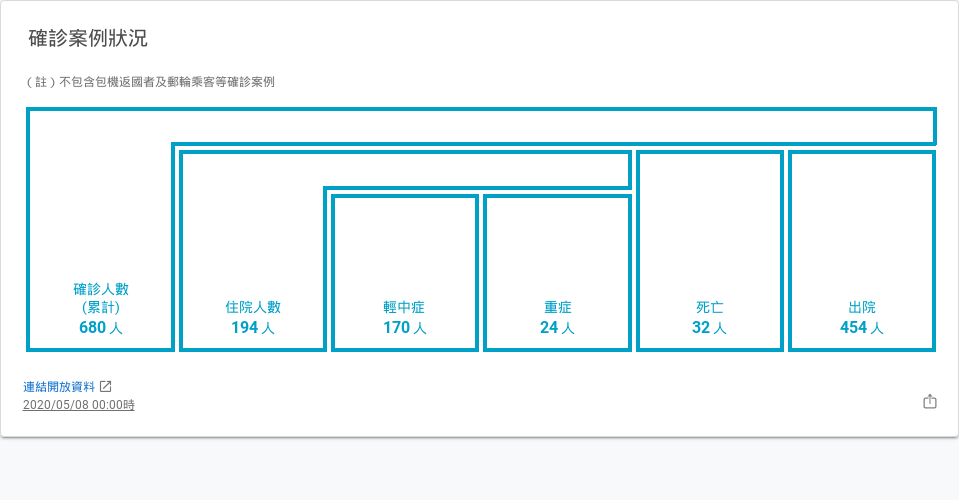 確診案例狀況
（註）不包含包機返國者及郵輪乘客等確診案例
確診人數
(累計)
680 人
住院人數
194 人
輕中症
170 人
重症
24 人
死亡
32 人
出院
454 人
連結開放資料
2020/05/08 00:00時